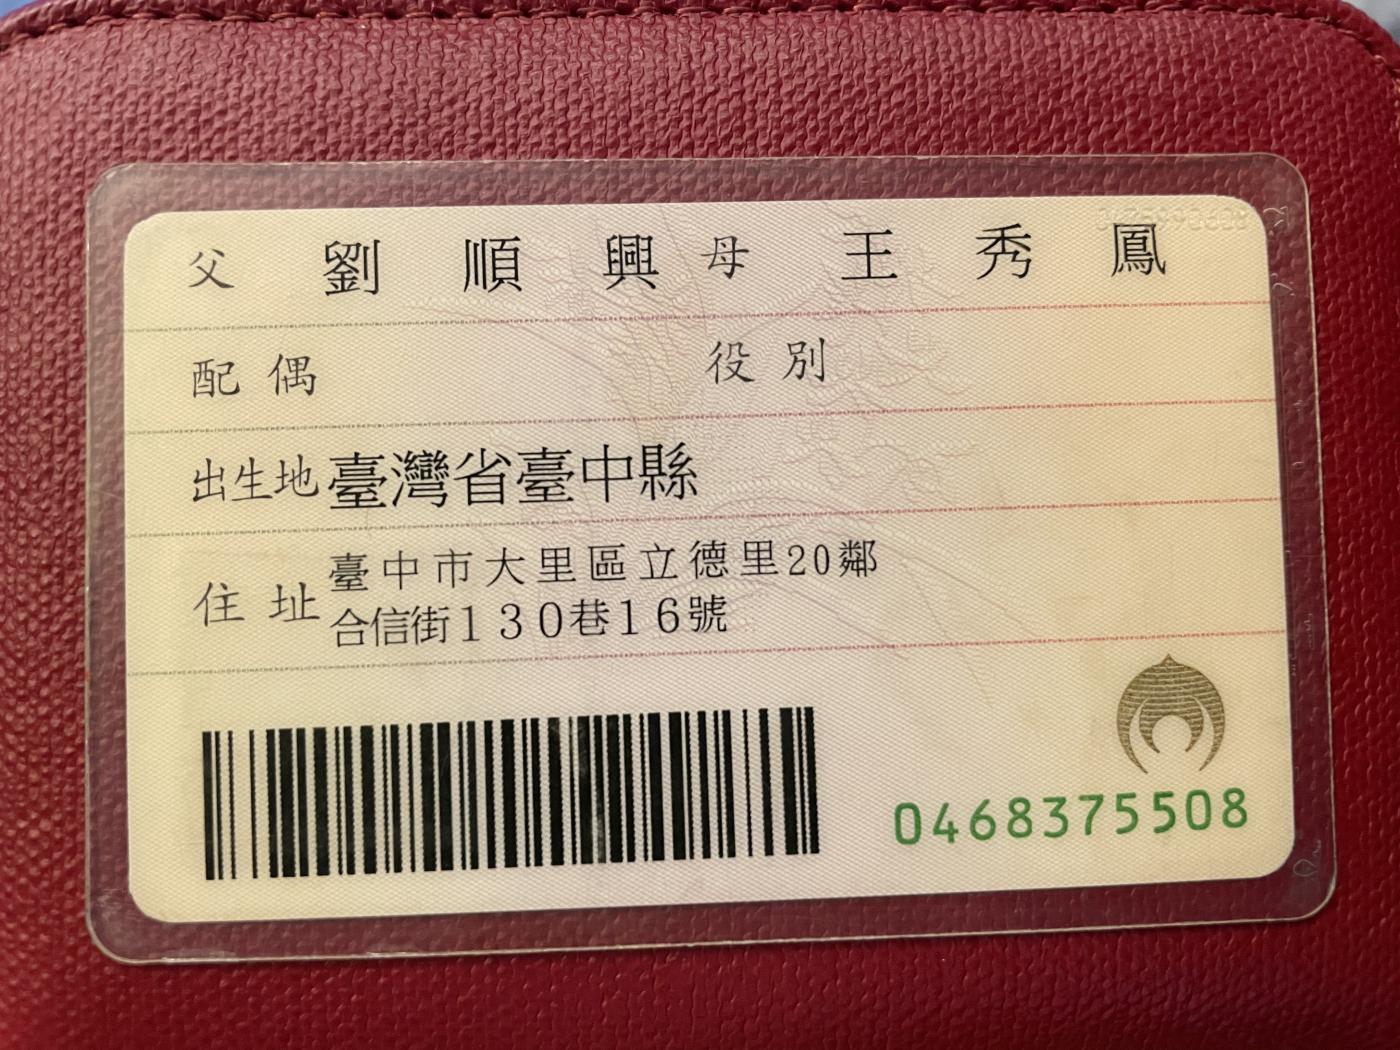 父 劉順興 母 王秀鳳
配偶 役別
出生地 臺灣省臺中縣
住址 臺中市大里區立德里20鄰
合信街130巷16號
0468375508